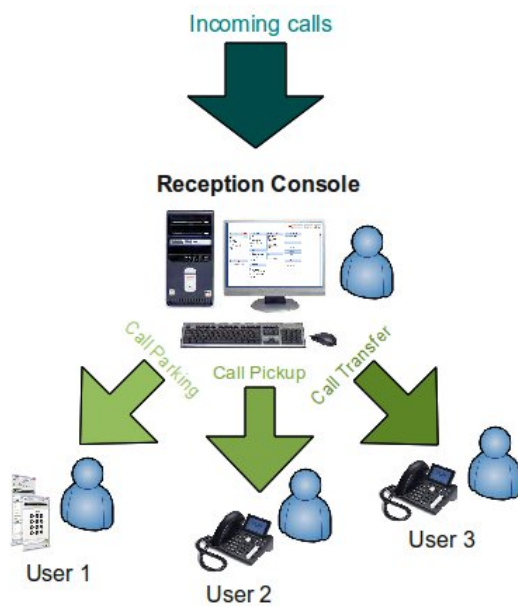 Incoming calls
Reception Console
Call Parking
Call Pickup
Call Transfer
User 1
User 2
User 3